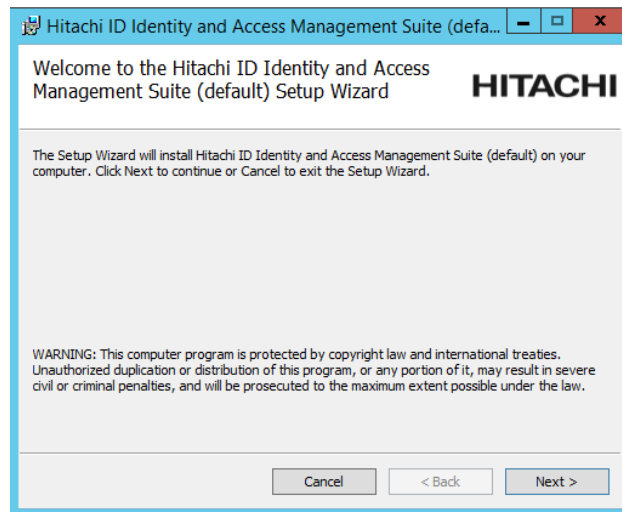 Hitachi ID Identity and Access Management Suite (defa...
Welcome to the Hitachi ID Identity and Access
Management Suite (default) Setup Wizard
HITACHI
The Setup Wizard will install Hitachi ID Identity and Access Management Suite (default) on your
computer. Click Next to continue or Cancel to exit the Setup Wizard.
WARNING: This computer program is protected by copyright law and international treaties.
Unauthorized duplication or distribution of this program, or any portion of it, may result in severe
civil or criminal penalties, and will be prosecuted to the maximum extent possible under the law.
Cancel
< Back
Next >